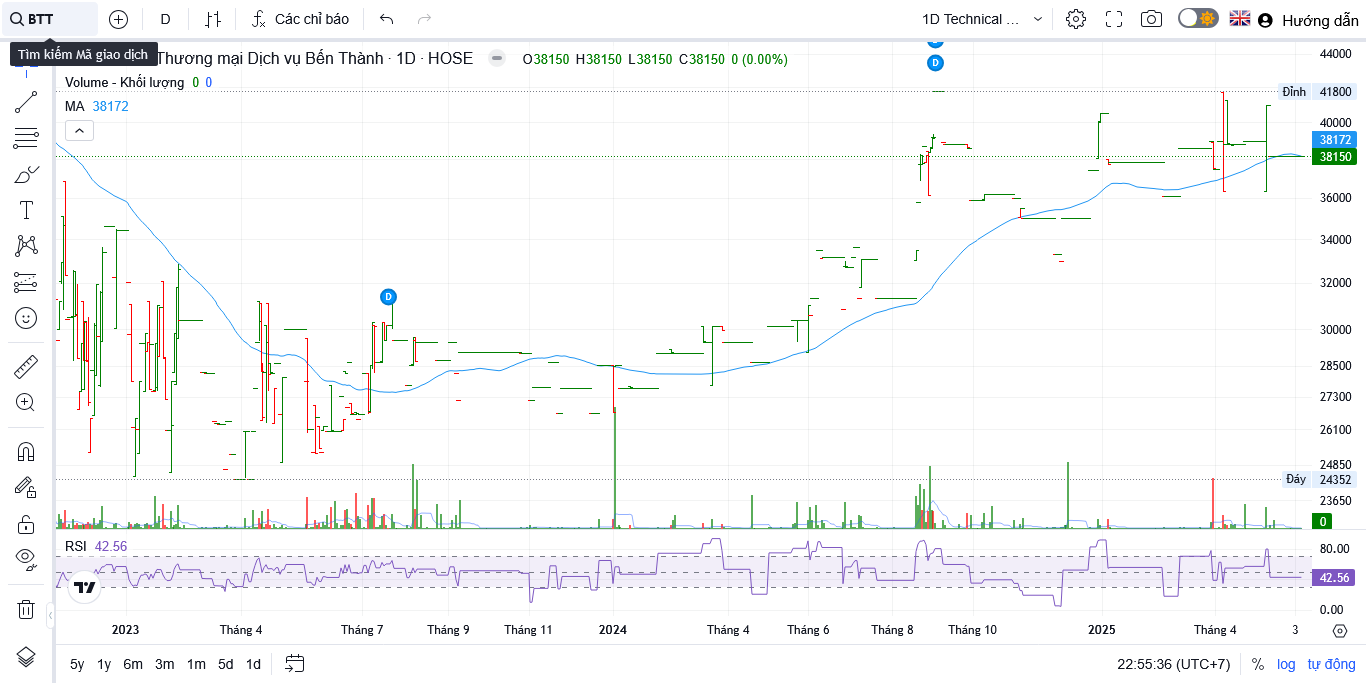 BTT
D
Các chỉ báo
1D Technical ...
Hướng dẫn
Tìm kiếm Mã giao dịch
Thương mại Dịch vụ Bến Thành · 1D · HOSE
O38150 H38150 L38150 C38150 0 (0.00%)
Volume - Khối lượng 0 0
MA 38172
D
D
44000
Đỉnh 41800
40000
38172
38150
36000
34000
32000
30000
28500
27300
26100
24850
Đáy 24352
23650
0
RSI 42.56
80.00
42.56
0.00
2023 Tháng 4 Tháng 7 Tháng 9 Tháng 11 2024 Tháng 4 Tháng 6 Tháng 8 Tháng 10 2025 Tháng 4 3
5y 1y 6m 3m 1m 5d 1d
22:55:36 (UTC+7) % log tự động